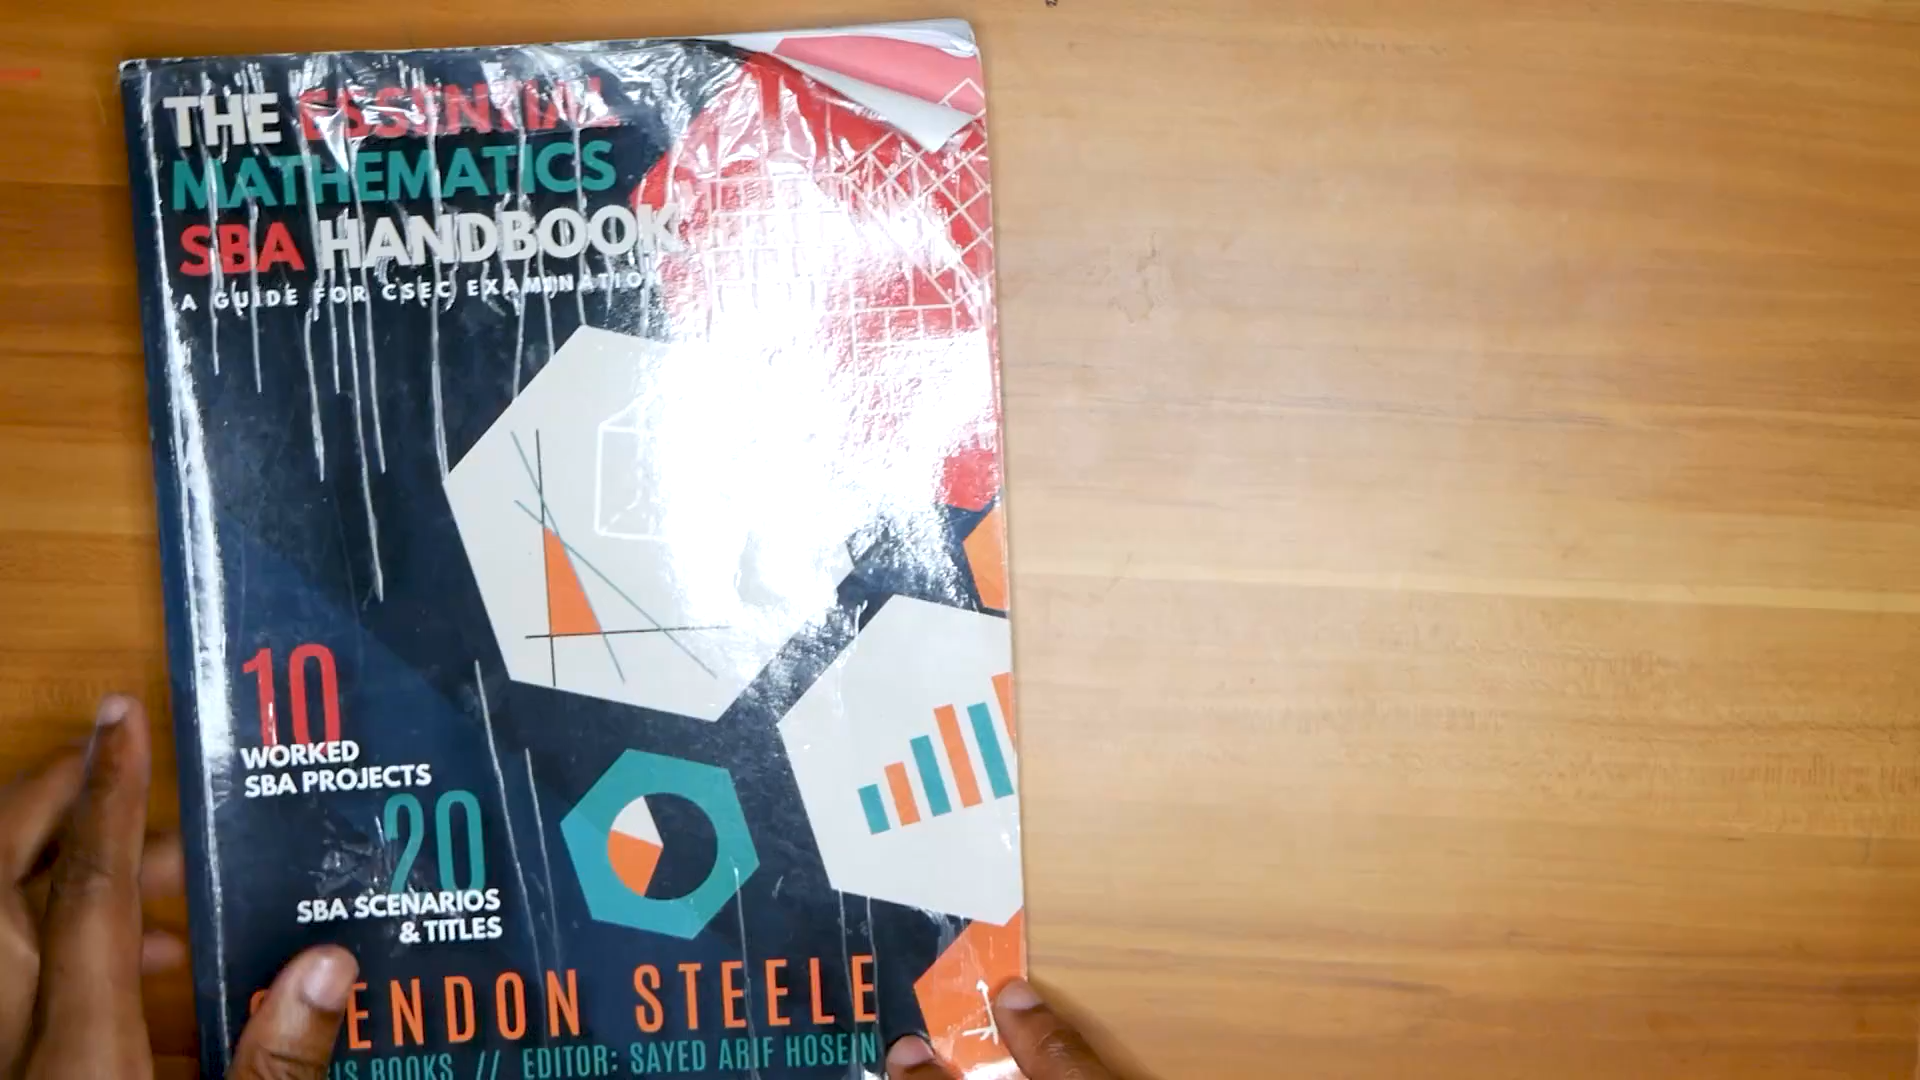 THE ESSENTIAL
MATHEMATICS
SBA HANDBOOK
A GUIDE FOR CSEC EXAMINATION
10
WORKED
SBA PROJECTS
20
SBA SCENARIOS
& TITLES
STEELE
BOOKS // EDITOR: SAYED ARIF HOSEIN